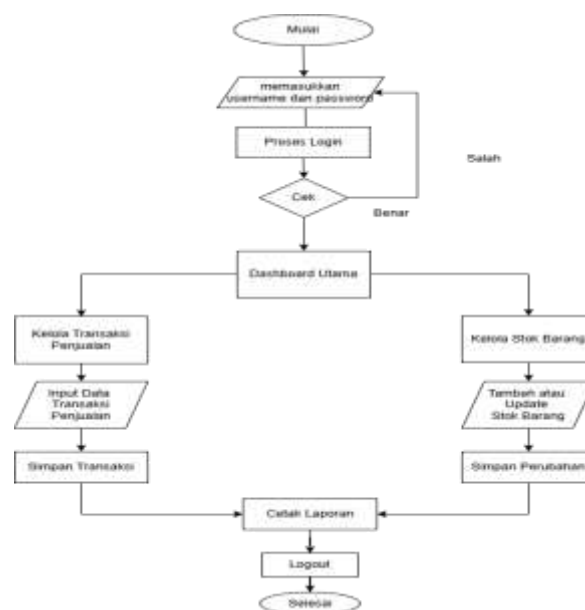 Mulai
memasukkan
username dan password
Proses Login
Salah
Cek
Benar
Dashboard Utama
Kelola Transaksi
Penjualan
Kelola Stok Barang
Input Data
Transaksi
Penjualan
Tambah atau
Update
Stok Barang
Simpan Transaksi
Simpan Perubahan
Cetak Laporan
Logout
Selesai